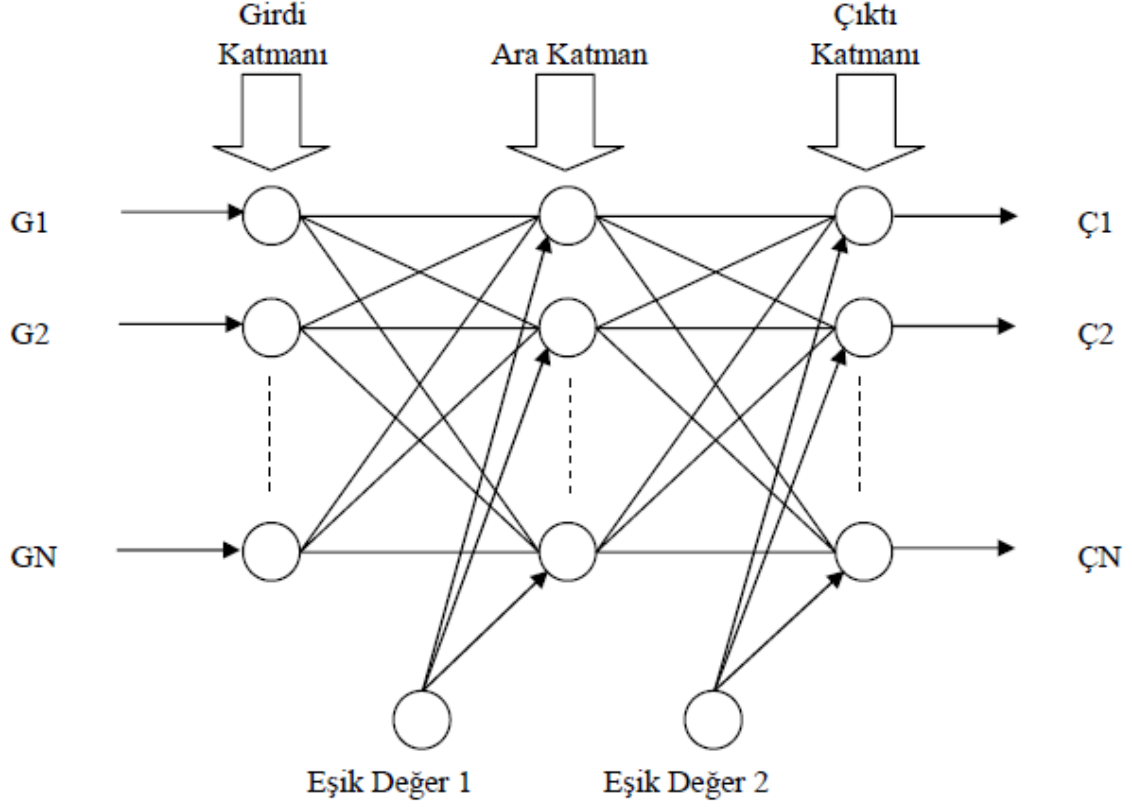 Girdi
Katmanı
Ara Katman
Çıktı
Katmanı
G1
Ç1
G2
Ç2
GN
ÇN
Eşik Değer 1
Eşik Değer 2